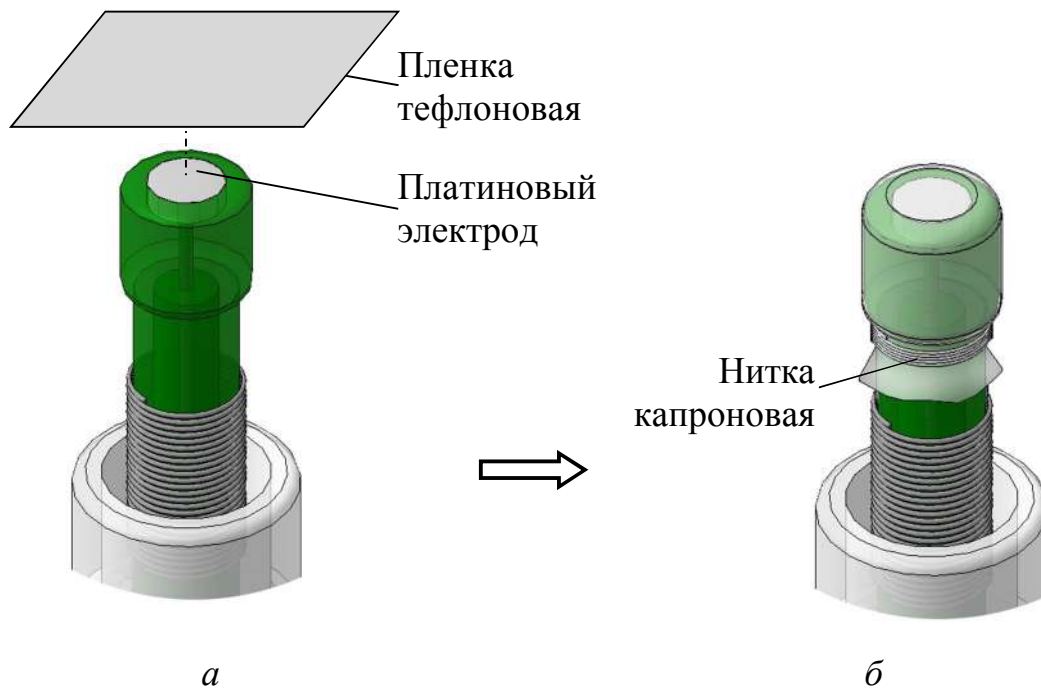 Пленка
тефлоновая
Платиновый
электрод
Нитка
капроновая
а
б